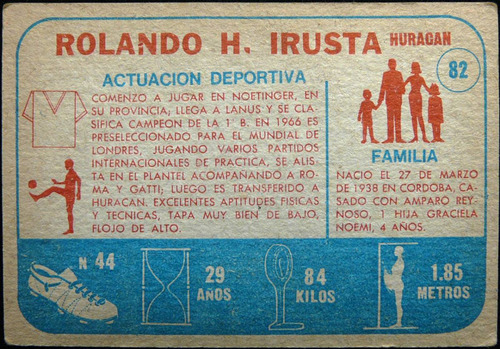 ROLANDO H. IRUSTA HURACAN
82
ACTUACION DEPORTIVA
COMENZO A JUGAR EN NOETINGER, EN
SU PROVINCIA, LLEGA A LANUS Y SE CLA-
SIFICA CAMPEON DE LA 1ª. B. EN 1966 ES
PRESELECCIONADO PARA EL MUNDIAL DE
LONDRES, JUGANDO VARIOS PARTIDOS
INTERNACIONALES DE PRACTICA, SE ALIS-
TA EN EL PLANTEL ACOMPAÑANDO A RO-
MA Y GATTI; LUEGO ES TRANSFERIDO A
HURACAN. EXCELENTES APTITUDES FISICAS
Y TECNICAS, TAPA MUY BIEN DE BAJO,
FLOJO DE ALTO.
FAMILIA
NACIO EL 27 DE MARZO
DE 1938 EN CORDOBA, CA-
SADO CON AMPARO REY-
NOSO, 1 HIJA GRACIELA
NOEMI, 4 AÑOS.
N 44
29
AÑOS
84
KILOS
1.85
METROS